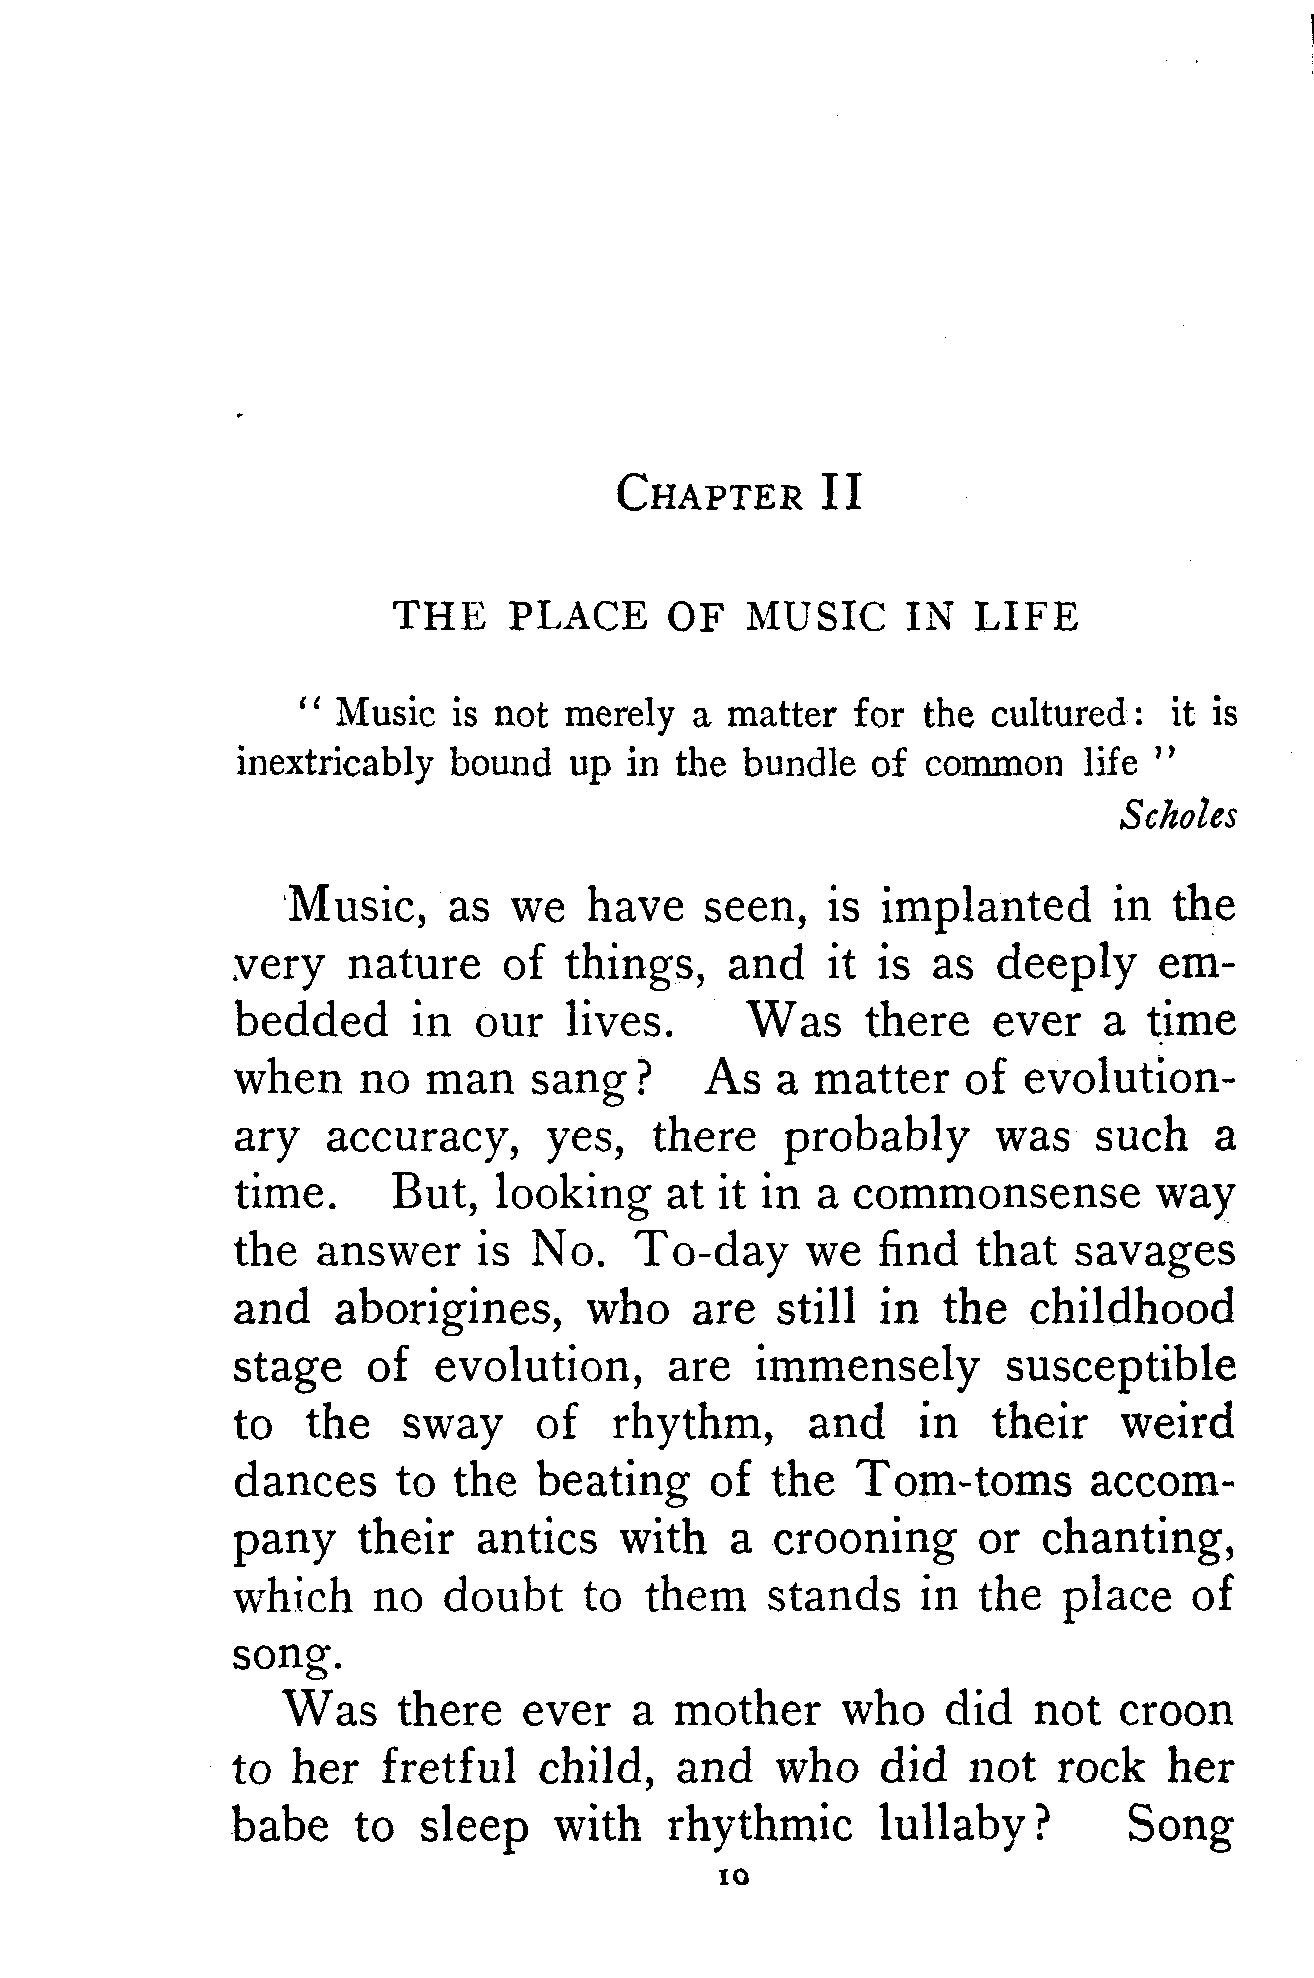 CHAPTER II
THE PLACE OF MUSIC IN LIFE
" Music is not merely a matter for the cultured: it is
inextricably bound up in the bundle of common life "
Scholes
Music, as we have seen, is implanted in the
very nature of things, and it is as deeply em-
bedded in our lives. Was there ever a time
when no man sang? As a matter of evolution-
ary accuracy, yes, there probably was such a
time. But, looking at it in a commonsense way
the answer is No. To-day we find that savages
and aborigines, who are still in the childhood
stage of evolution, are immensely susceptible
to the sway of rhythm, and in their weird
dances to the beating of the Tom-toms accom-
pany their antics with a crooning or chanting,
which no doubt to them stands in the place of
song.
Was there ever a mother who did not croon
to her fretful child, and who did not rock her
babe to sleep with rhythmic lullaby? Song
10